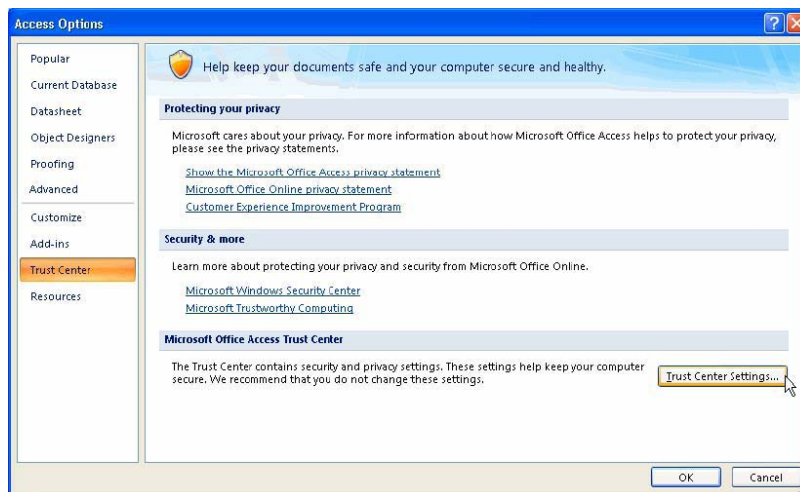 Access Options
Popular
Current Database
Datasheet
Object Designers
Proofing
Advanced
Customize
Add-ins
Trust Center
Resources
Help keep your documents safe and your computer secure and healthy.
Protecting your privacy
Microsoft cares about your privacy. For more information about how Microsoft Office Access helps to protect your privacy,
please see the privacy statements.
Show the Microsoft Office Access privacy statement
Microsoft Office Online privacy statement
Customer Experience Improvement Program
Security & more
Learn more about protecting your privacy and security from Microsoft Office Online.
Microsoft Windows Security Center
Microsoft Trustworthy Computing
Microsoft Office Access Trust Center
The Trust Center contains security and privacy settings. These settings help keep your computer
secure. We recommend that you do not change these settings.
Trust Center Settings...
OK
Cancel